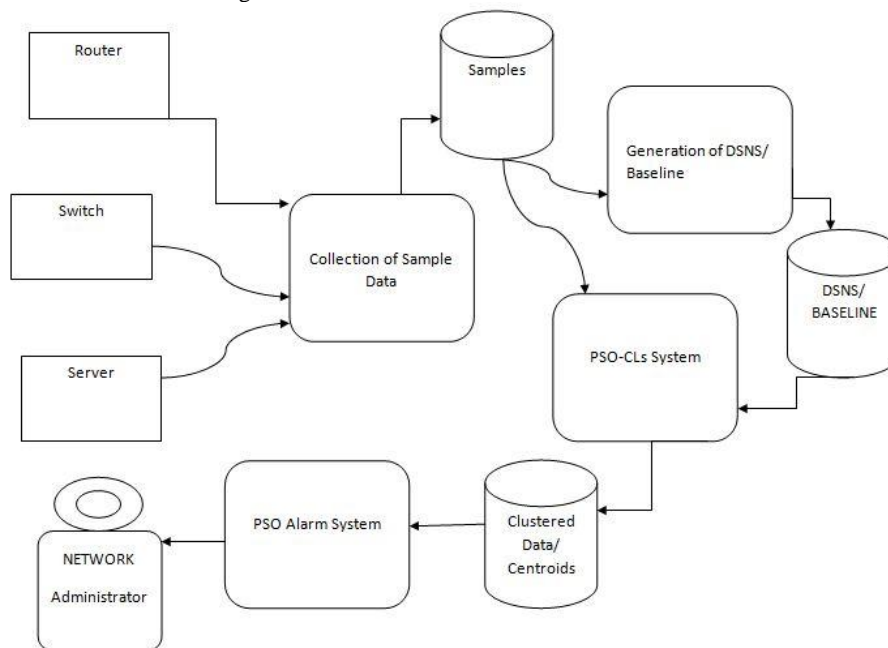 Router
Samples
Generation of DSNS/
Baseline
Switch
Collection of Sample
Data
DSNS/
BASELINE
PSO-CLs System
Server
PSO Alarm System
Clustered
Data/
Centroids
NETWORK
Administrator